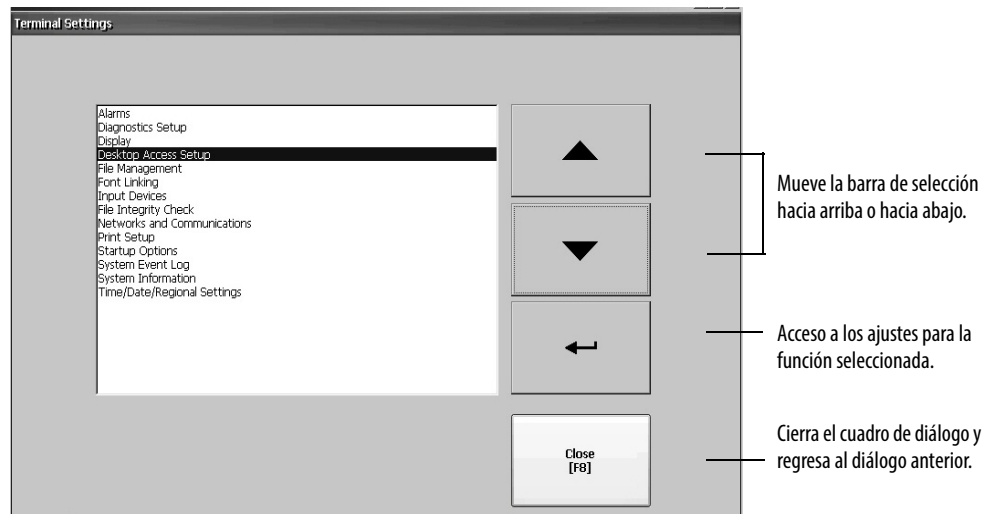 Terminal Settings
Alarms
Diagnostics Setup
Display
Desktop Access Setup
File Management
Font Linking
Input Devices
File Integrity Check
Networks and Communications
Print Setup
Startup Options
System Event Log
System Information
Time/Date/Regional Settings
Mueve la barra de selección
hacia arriba o hacia abajo.
Acceso a los ajustes para la
función seleccionada.
Close
[F8]
Cierra el cuadro de diálogo y
regresa al diálogo anterior.